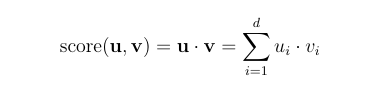 score(𝐮, 𝐯) = 𝐮 · 𝐯 = ∑_{i=1}^{d} u_i · v_i